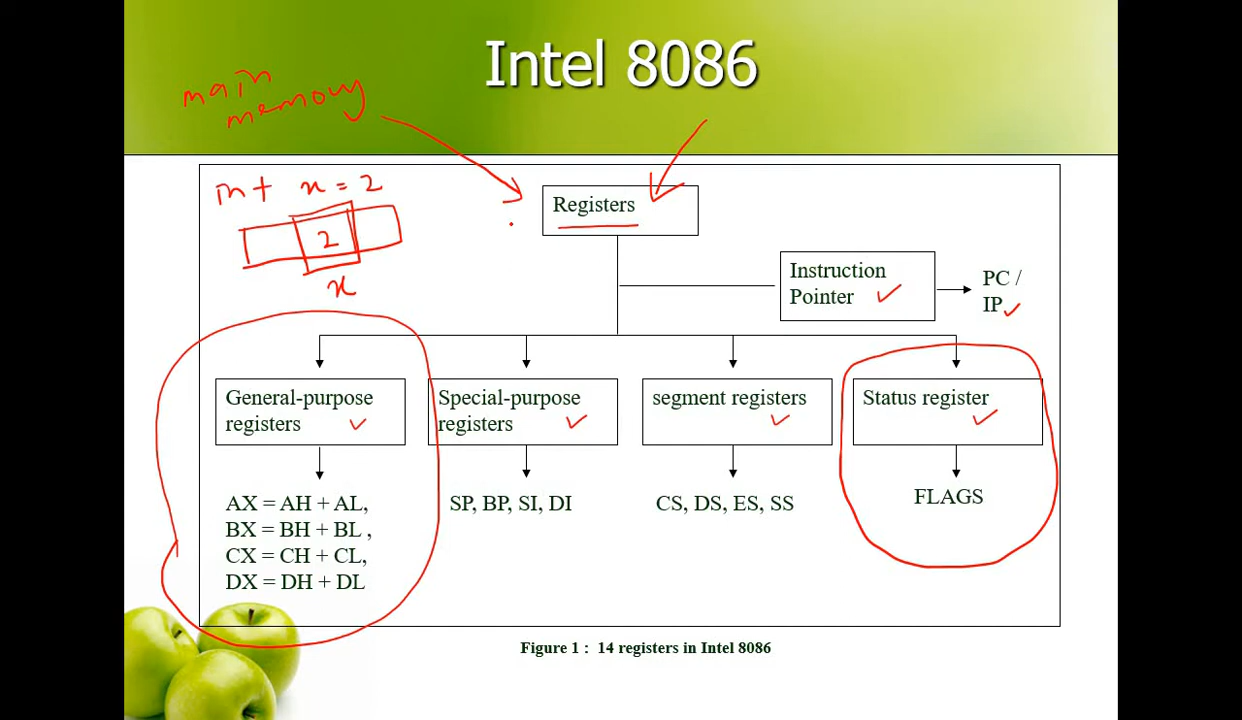 Intel 8086
main
memory
int x = 2
2
x
Registers
Instruction
Pointer
PC /
IP
General-purpose
registers
Special-purpose
registers
segment registers
Status register
AX = AH + AL,
BX = BH + BL ,
CX = CH + CL,
DX = DH + DL
SP, BP, SI, DI
CS, DS, ES, SS
FLAGS
Figure 1 : 14 registers in Intel 8086